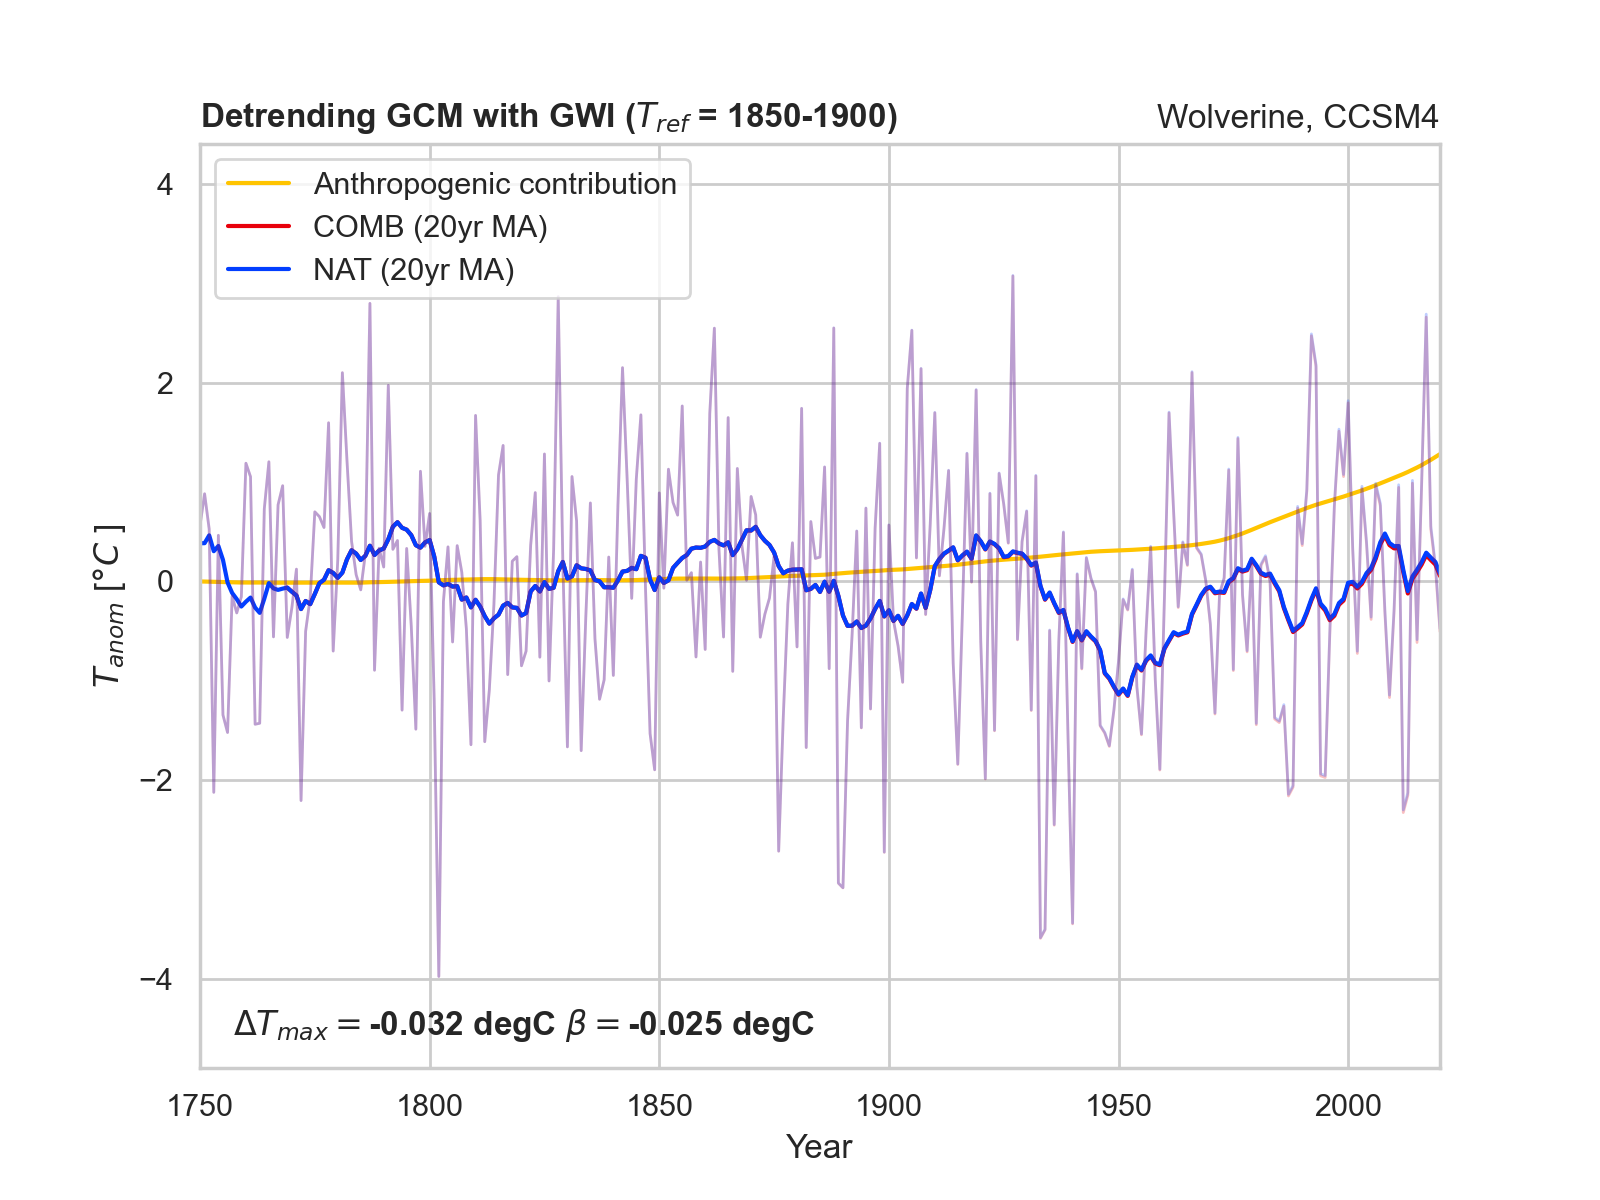 Detrending GCM with GWI (T_ref = 1850-1900)
Wolverine, CCSM4
Anthropogenic contribution
COMB (20yr MA)
NAT (20yr MA)
4
2
0
−2
−4
T_anom [°C]
ΔT_max = -0.032 degC β = -0.025 degC
1750 1800 1850 1900 1950 2000
Year